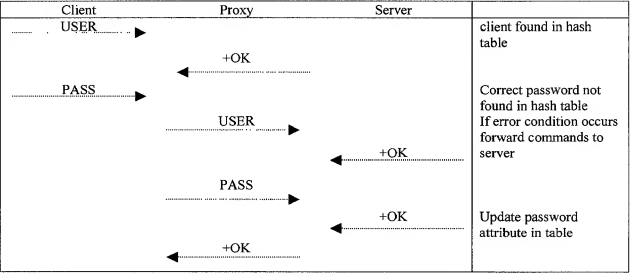 Client Proxy Server
USER client found in hash
table
+OK
PASS Correct password not
found in hash table
USER If error condition occurs
forward commands to
+OK server
PASS
+OK Update password
attribute in table
+OK